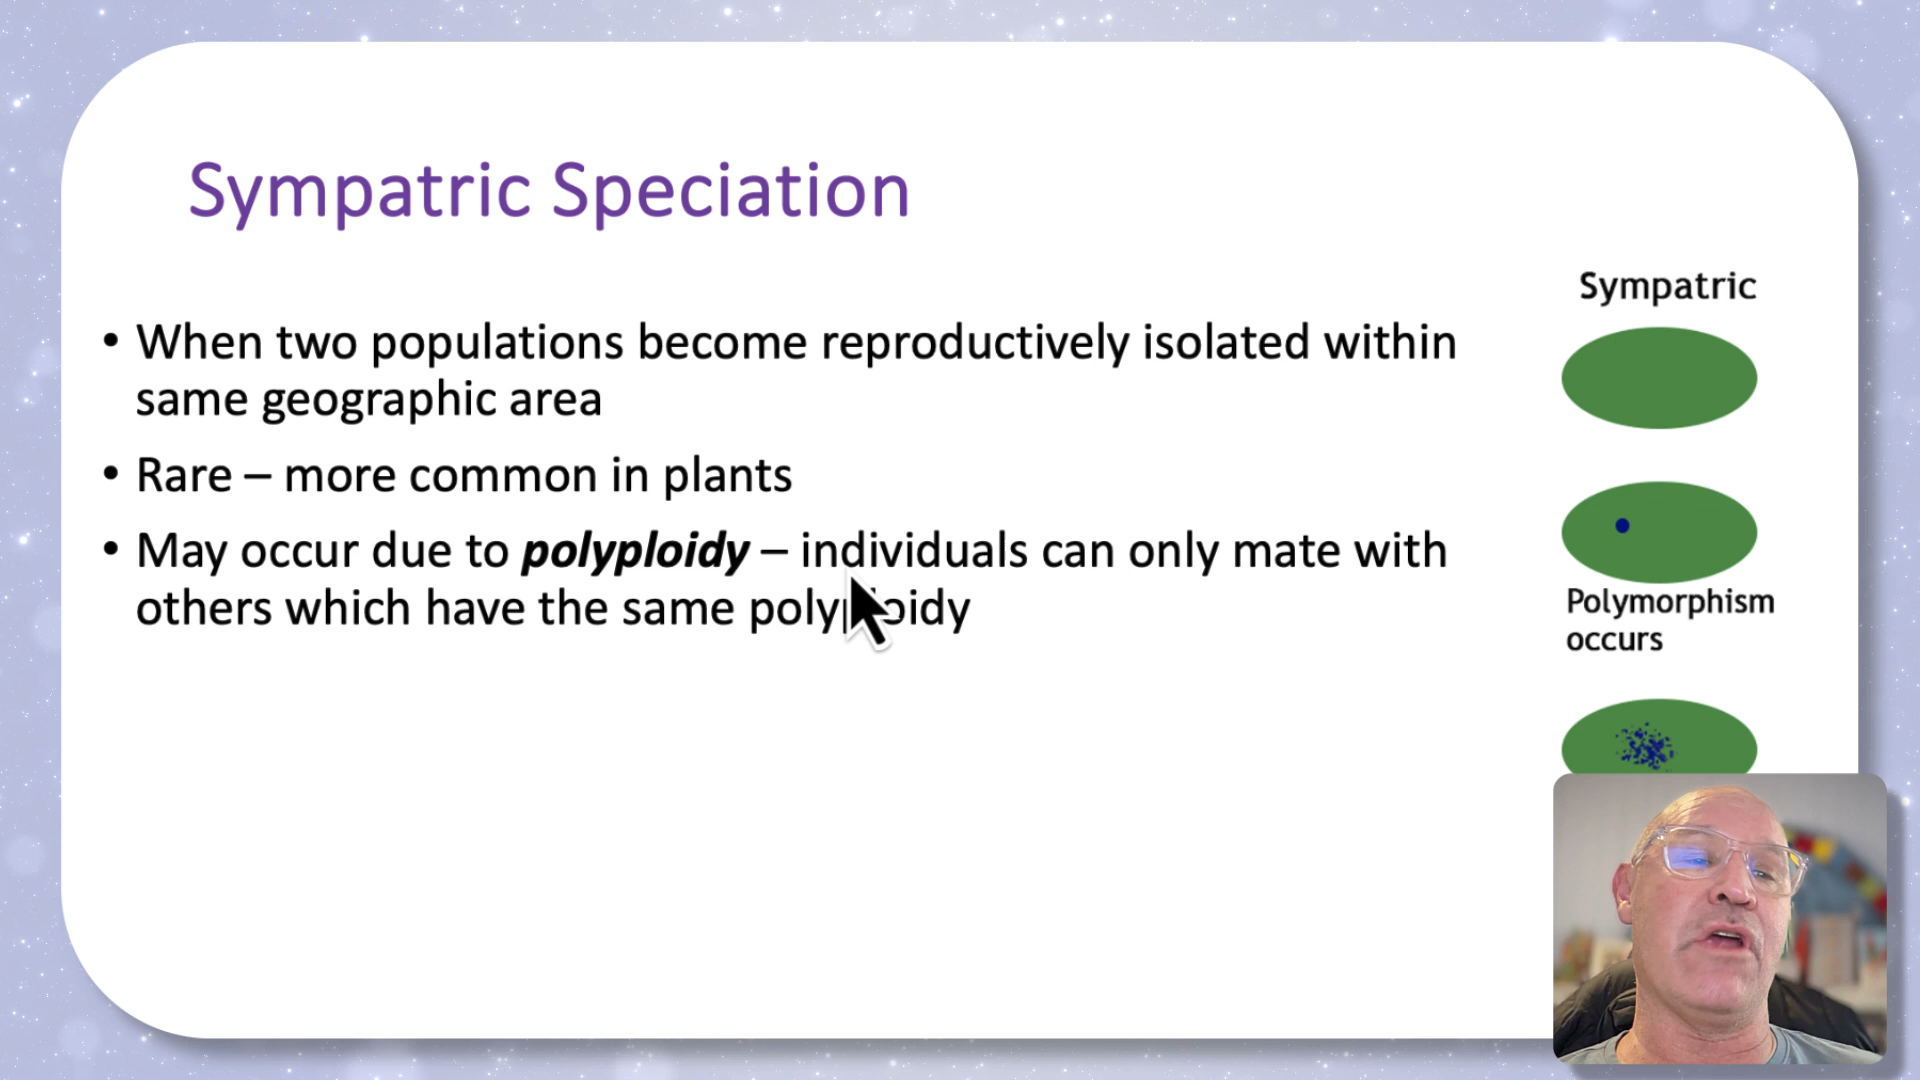 Sympatric Speciation
• When two populations become reproductively isolated within
same geographic area
• Rare – more common in plants
• May occur due to polyploidy – individuals can only mate with
others which have the same polyploidy
Sympatric
Polymorphism
occurs